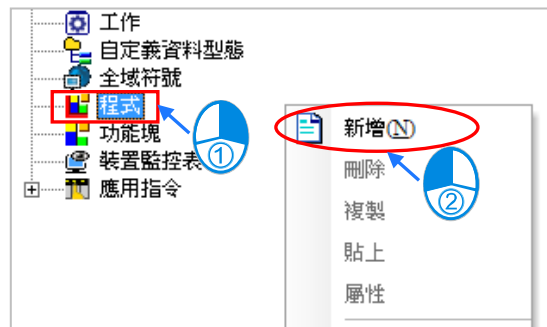 工作
自定義資料型態
全域符號
程式
功能塊
裝置監控表
應用指令
①
新增(N)
刪除
②
複製
貼上
屬性